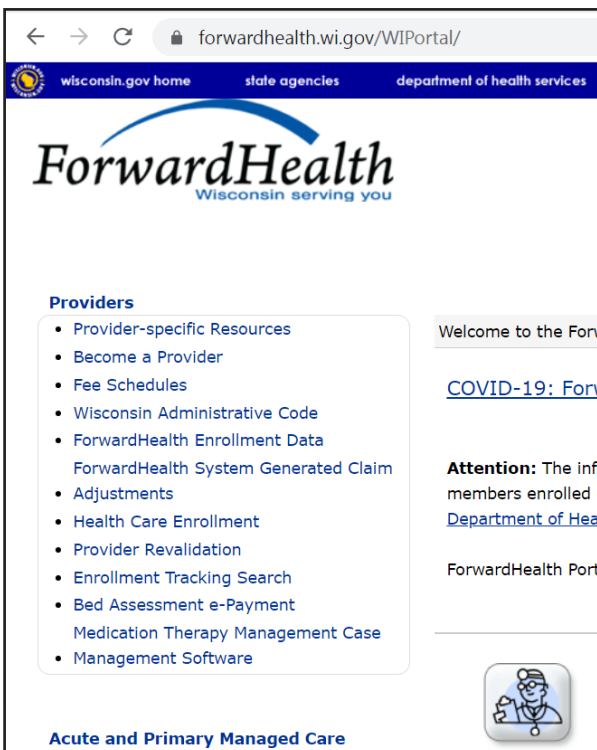 forwardhealth.wi.gov/WIPortal/
wisconsin.gov home state agencies department of health services
ForwardHealth
Wisconsin serving you
Providers
Provider-specific Resources
Become a Provider
Fee Schedules
Wisconsin Administrative Code
ForwardHealth Enrollment Data
ForwardHealth System Generated Claim
Adjustments
Health Care Enrollment
Provider Revalidation
Enrollment Tracking Search
Bed Assessment e-Payment
Medication Therapy Management Case
Management Software
Acute and Primary Managed Care
Welcome to the For
COVID-19: For
Attention: The inf
members enrolled
Department of Hea
ForwardHealth Port